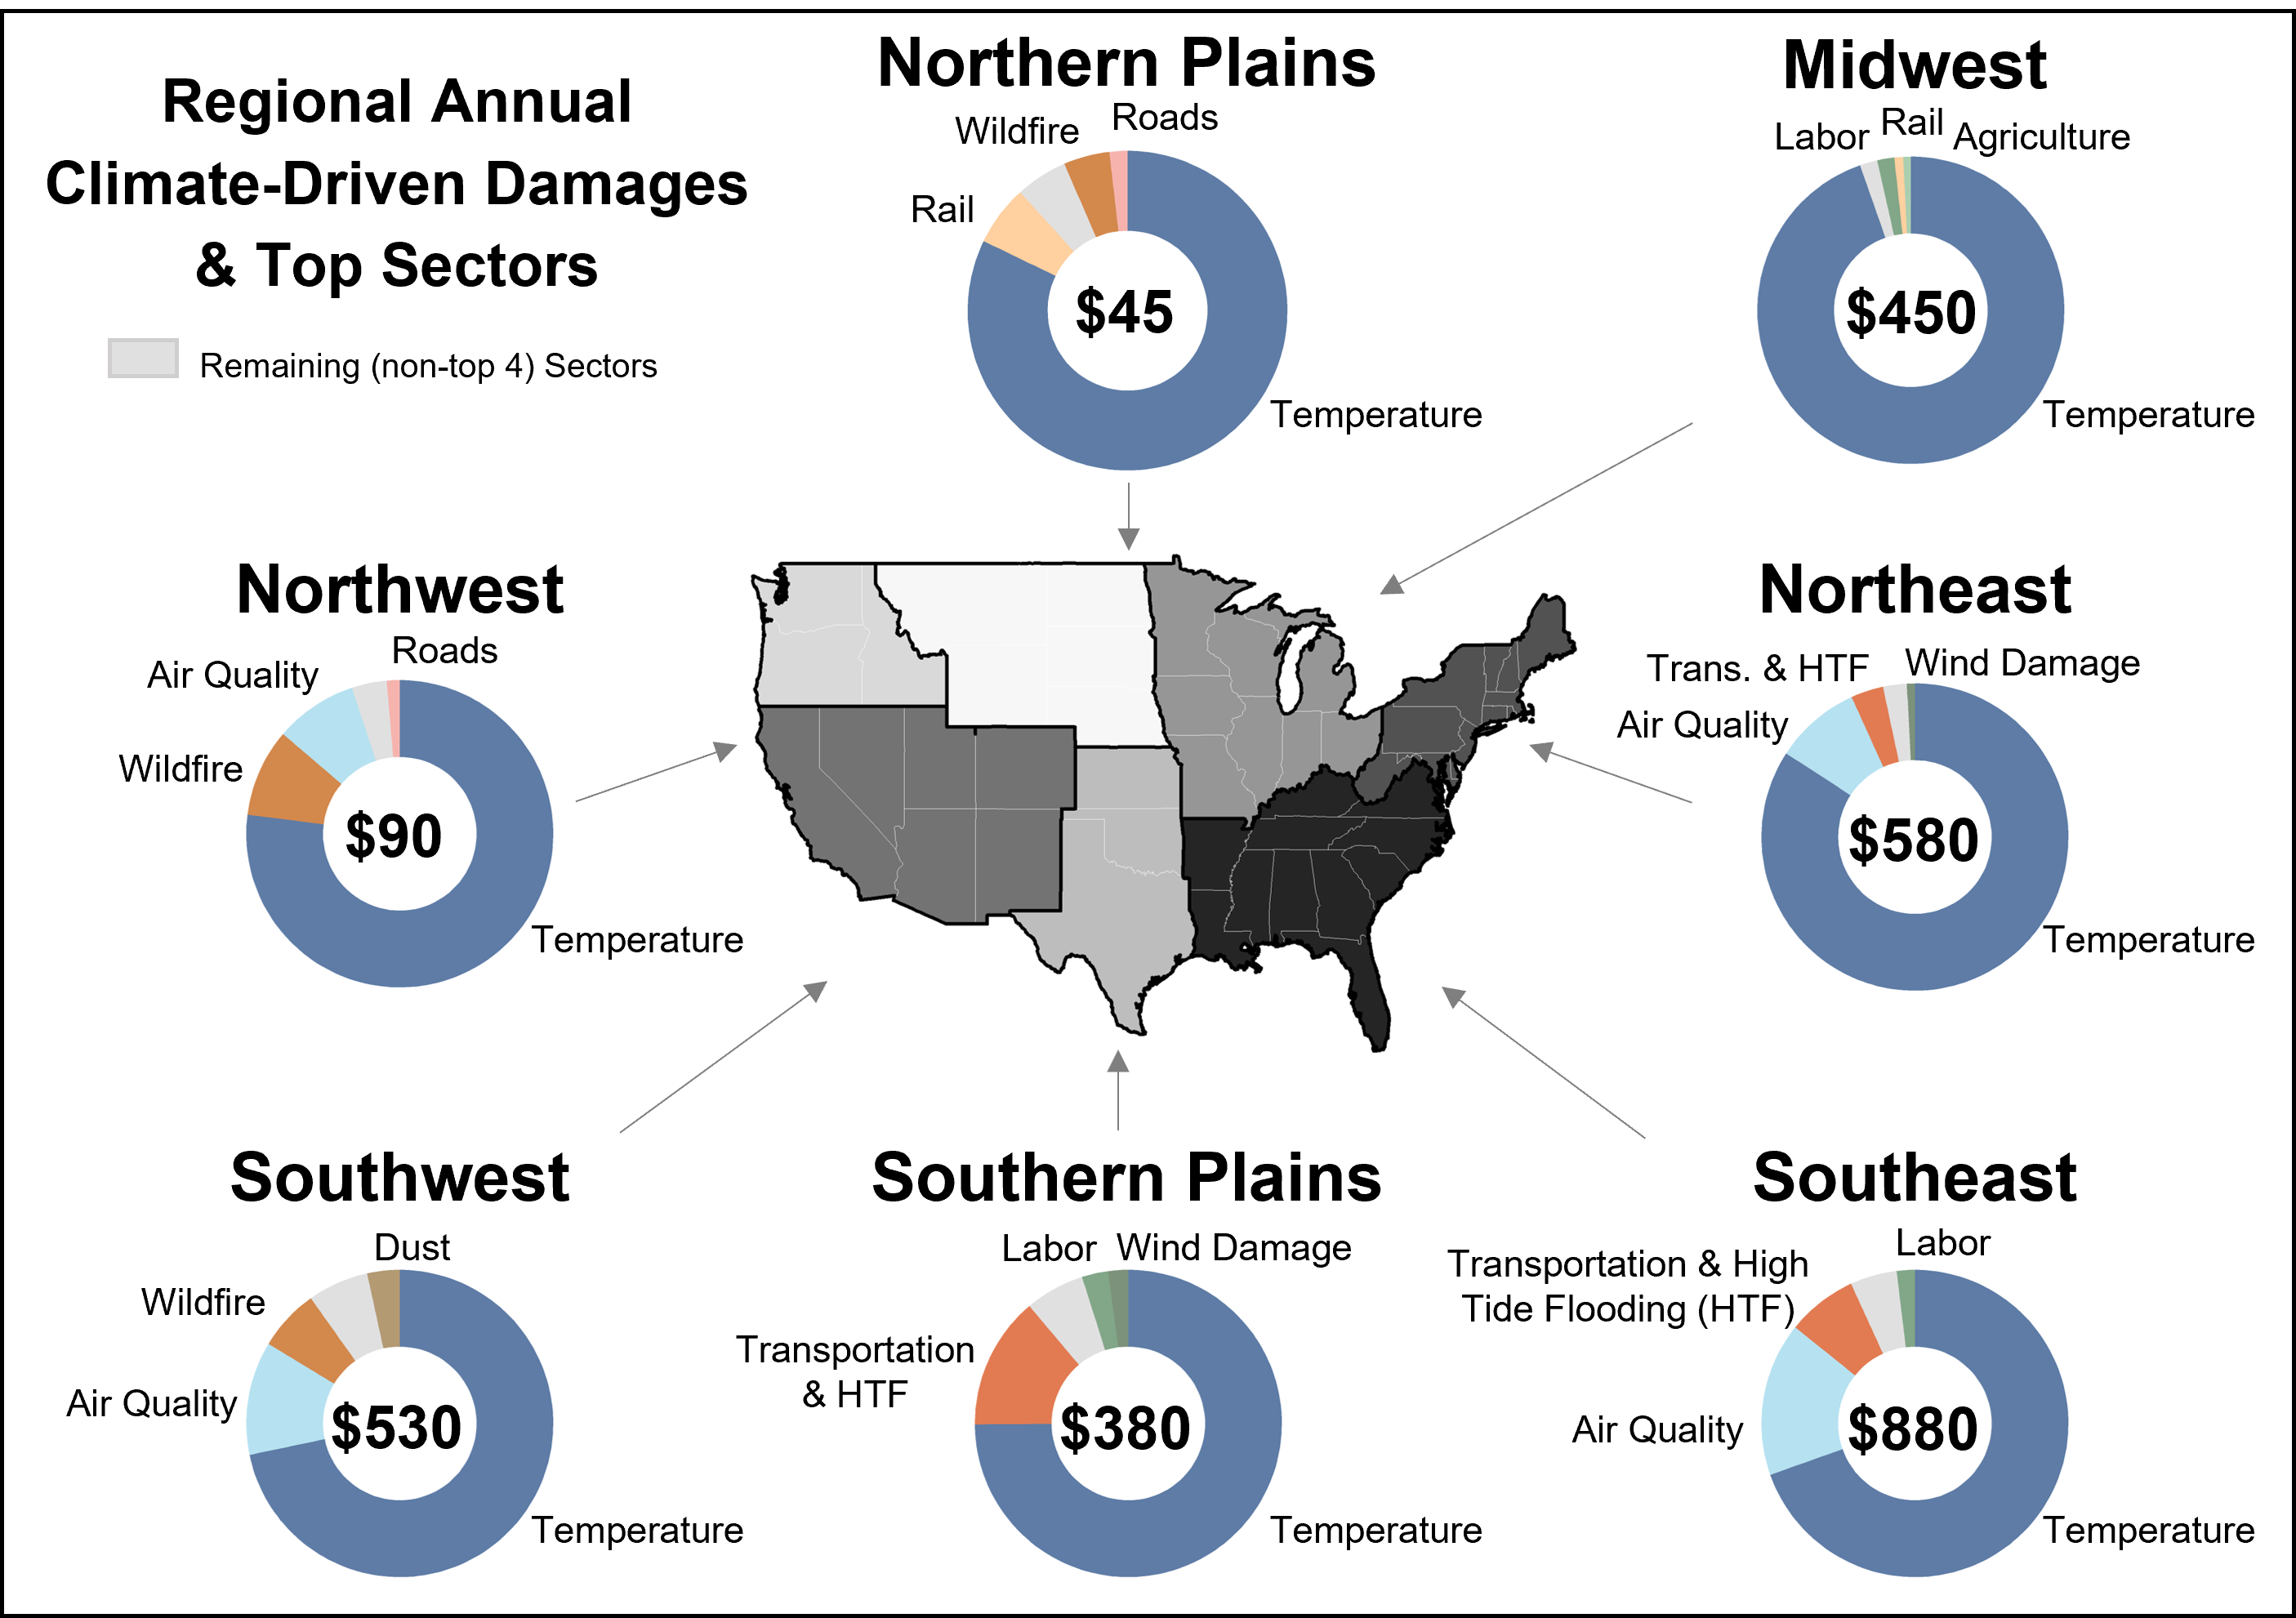 Regional Annual
Climate-Driven Damages
& Top Sectors
Remaining (non-top 4) Sectors
Northern Plains
Wildfire
Roads
Rail
$45
Temperature
Midwest
Labor
Rail
Agriculture
$450
Temperature
Northwest
Roads
Air Quality
Wildfire
$90
Temperature
Northeast
Trans. & HTF
Wind Damage
Air Quality
$580
Temperature
Southwest
Dust
Wildfire
Air Quality
$530
Temperature
Southern Plains
Labor
Wind Damage
Transportation
& HTF
$380
Temperature
Southeast
Labor
Transportation & High
Tide Flooding (HTF)
Air Quality
$880
Temperature